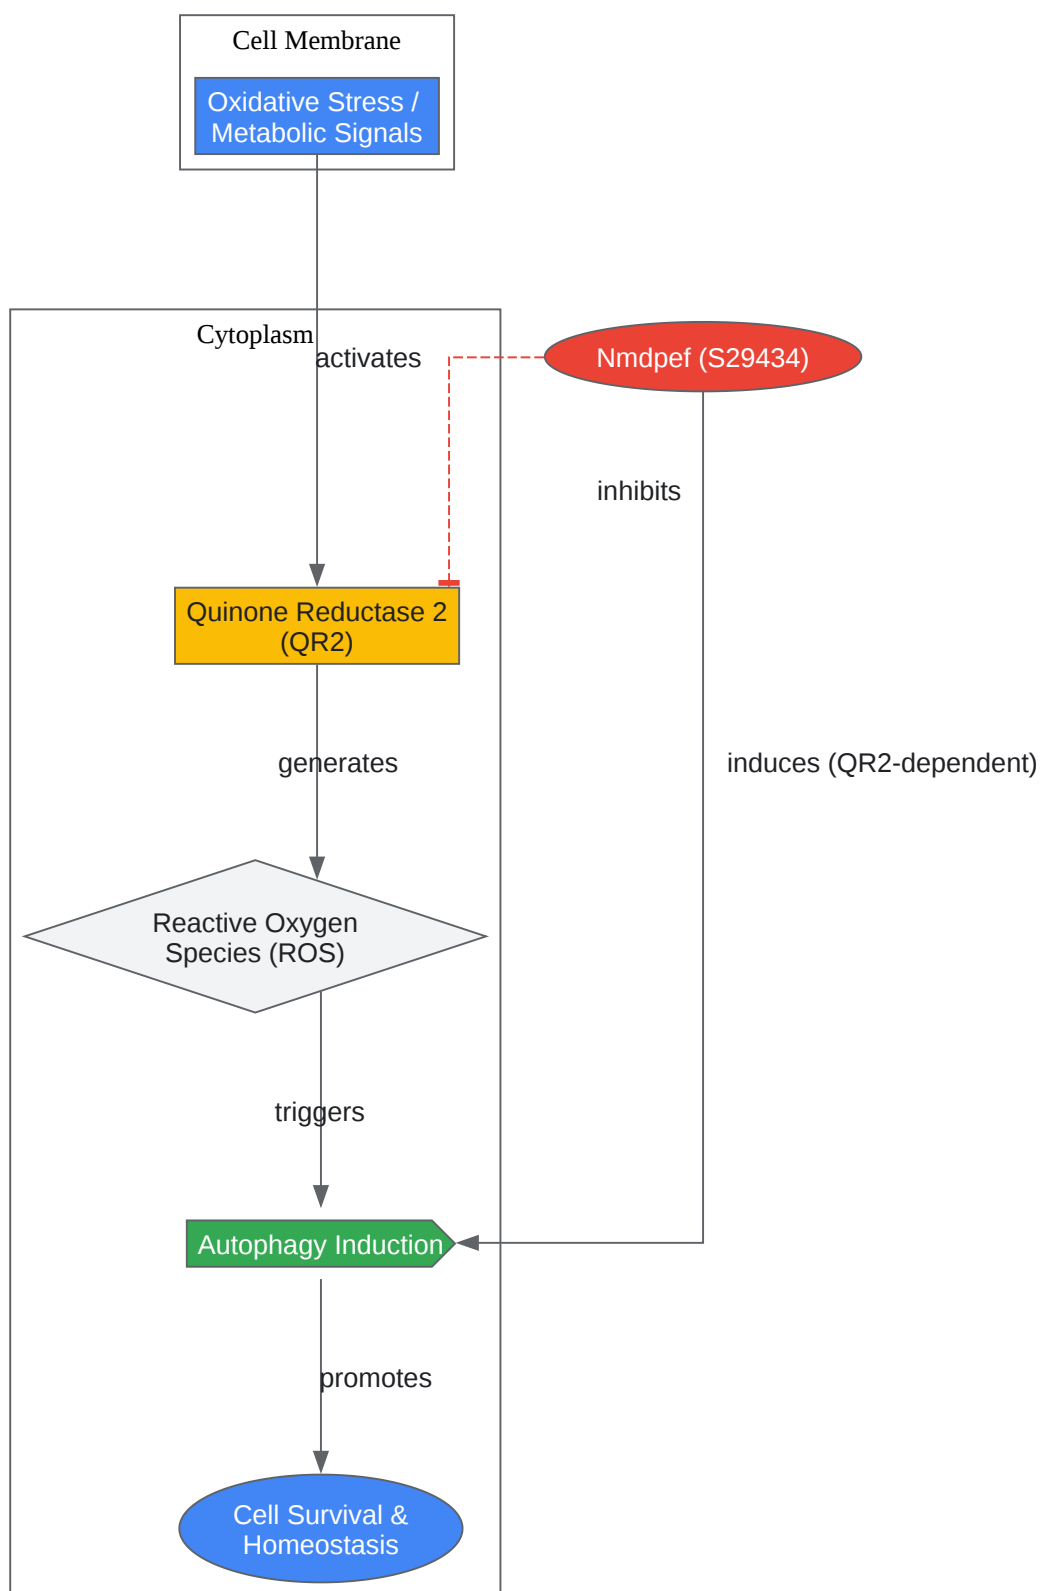 Cell Membrane
Oxidative Stress /
Metabolic Signals
Cytoplasm
activates
Nmdpef (S29434)
inhibits
Quinone Reductase 2
(QR2)
generates
induces (QR2-dependent)
Reactive Oxygen
Species (ROS)
triggers
Autophagy Induction
promotes
Cell Survival &
Homeostasis